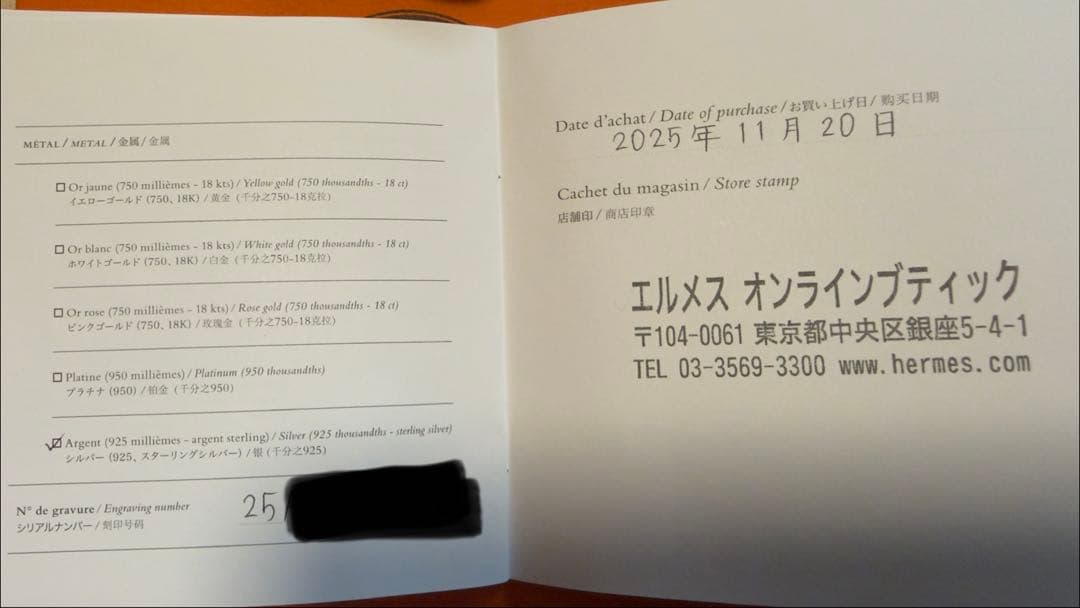 MÉTAL / METAL / 金属 / 金属
Or jaune (750 millièmes - 18 kts) / Yellow gold (750 thousandths - 18 ct)
イエローゴールド (750、18K) / 黄金 (千分之750-18克拉)
Or blanc (750 millièmes - 18 kts) / White gold (750 thousandths - 18 ct)
ホワイトゴールド (750、18K) / 白金 (千分之750-18克拉)
Or rose (750 millièmes - 18 kts) / Rose gold (750 thousandths - 18 ct)
ピンクゴールド (750、18K) / 玫瑰金 (千分之750-18克拉)
Platine (950 millièmes) / Platinum (950 thousandths)
プラチナ (950) / 铂金 (千分之950)
Argent (925 millièmes - argent sterling) / Silver (925 thousandths - sterling silver)
シルバー (925、スターリングシルバー) / 银 (千分之925)
N° de gravure / Engraving number 25
シリアルナンバー / 刻印号码
Date d'achat / Date of purchase / お買い上げ日 / 购买日期
2025年 11月 20日
Cachet du magasin / Store stamp
店舗印 / 商店印章
エルメス オンラインブティック
〒104-0061 東京都中央区銀座5-4-1
TEL 03-3569-3300 www.hermes.com